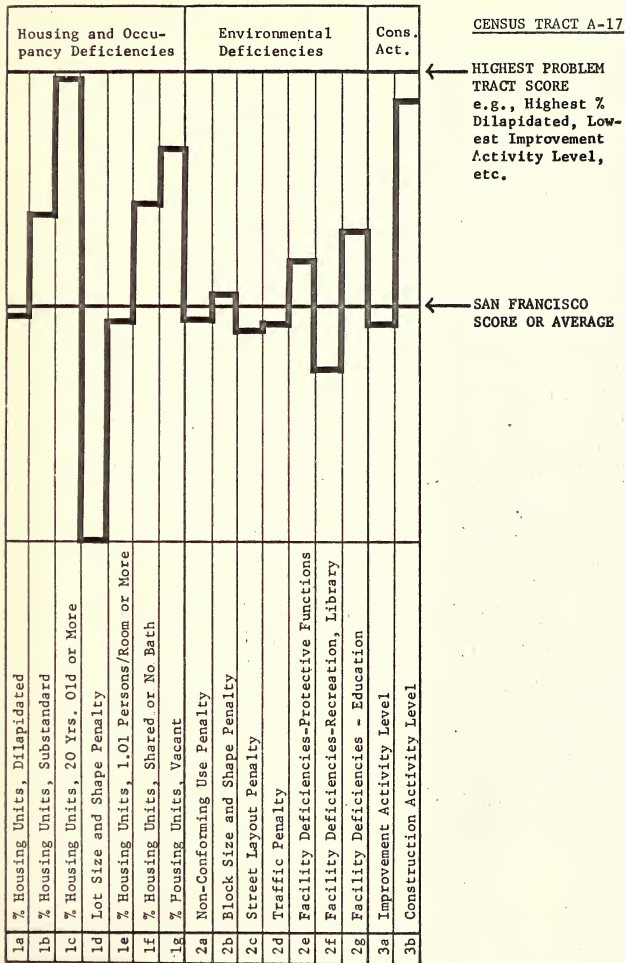 CENSUS TRACT A-17
Housing and Occu-
pancy Deficiencies
Environmental
Deficiencies
Cons.
Act.
HIGHEST PROBLEM
TRACT SCORE
e.g., Highest %
Dilapidated, Low-
est Improvement
Activity Level,
etc.
SAN FRANCISCO
SCORE OR AVERAGE
1a % Housing Units, Dilapidated
1b % Housing Units, Substandard
1c % Housing Units, 20 Yrs. Old or More
1d Lot Size and Shape Penalty
1e % Housing Units, 1.01 Persons/Room or More
1f % Housing Units, Shared or No Bath
1g % Housing Units, Vacant
2a Non-Conforming Use Penalty
2b Block Size and Shape Penalty
2c Street Layout Penalty
2d Traffic Penalty
2e Facility Deficiencies-Protective Functions
2f Facility Deficiencies-Recreation, Library
2g Facility Deficiencies - Education
3a Improvement Activity Level
3b Construction Activity Level